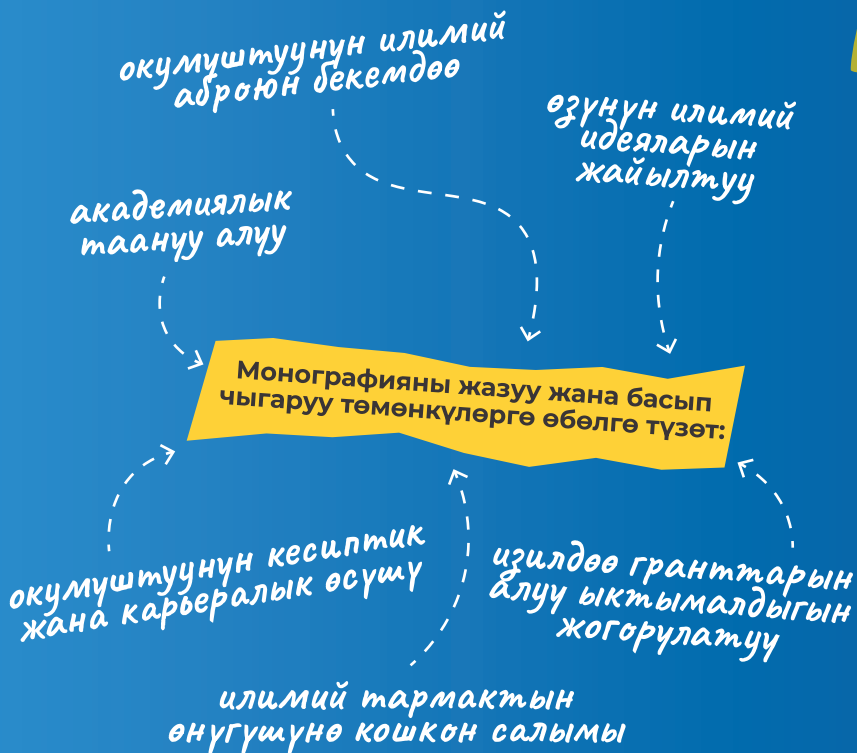 окумуштуунун илимий
аброюн бекемдөө
өзүнүн илимий
идеяларын
жайылтуу
академиялык
таануу алуу
Монографияны жазуу жана басып
чыгаруу төмөнкүлөргө өбөлгө түзөт:
окумуштуунун кесиптик
жана карьералык өсүшү
изилдөө гранттарын
алуу ыктымалдыгын
жогорулатуу
илимий тармактын
өнүгүшүнө кошкон салымы